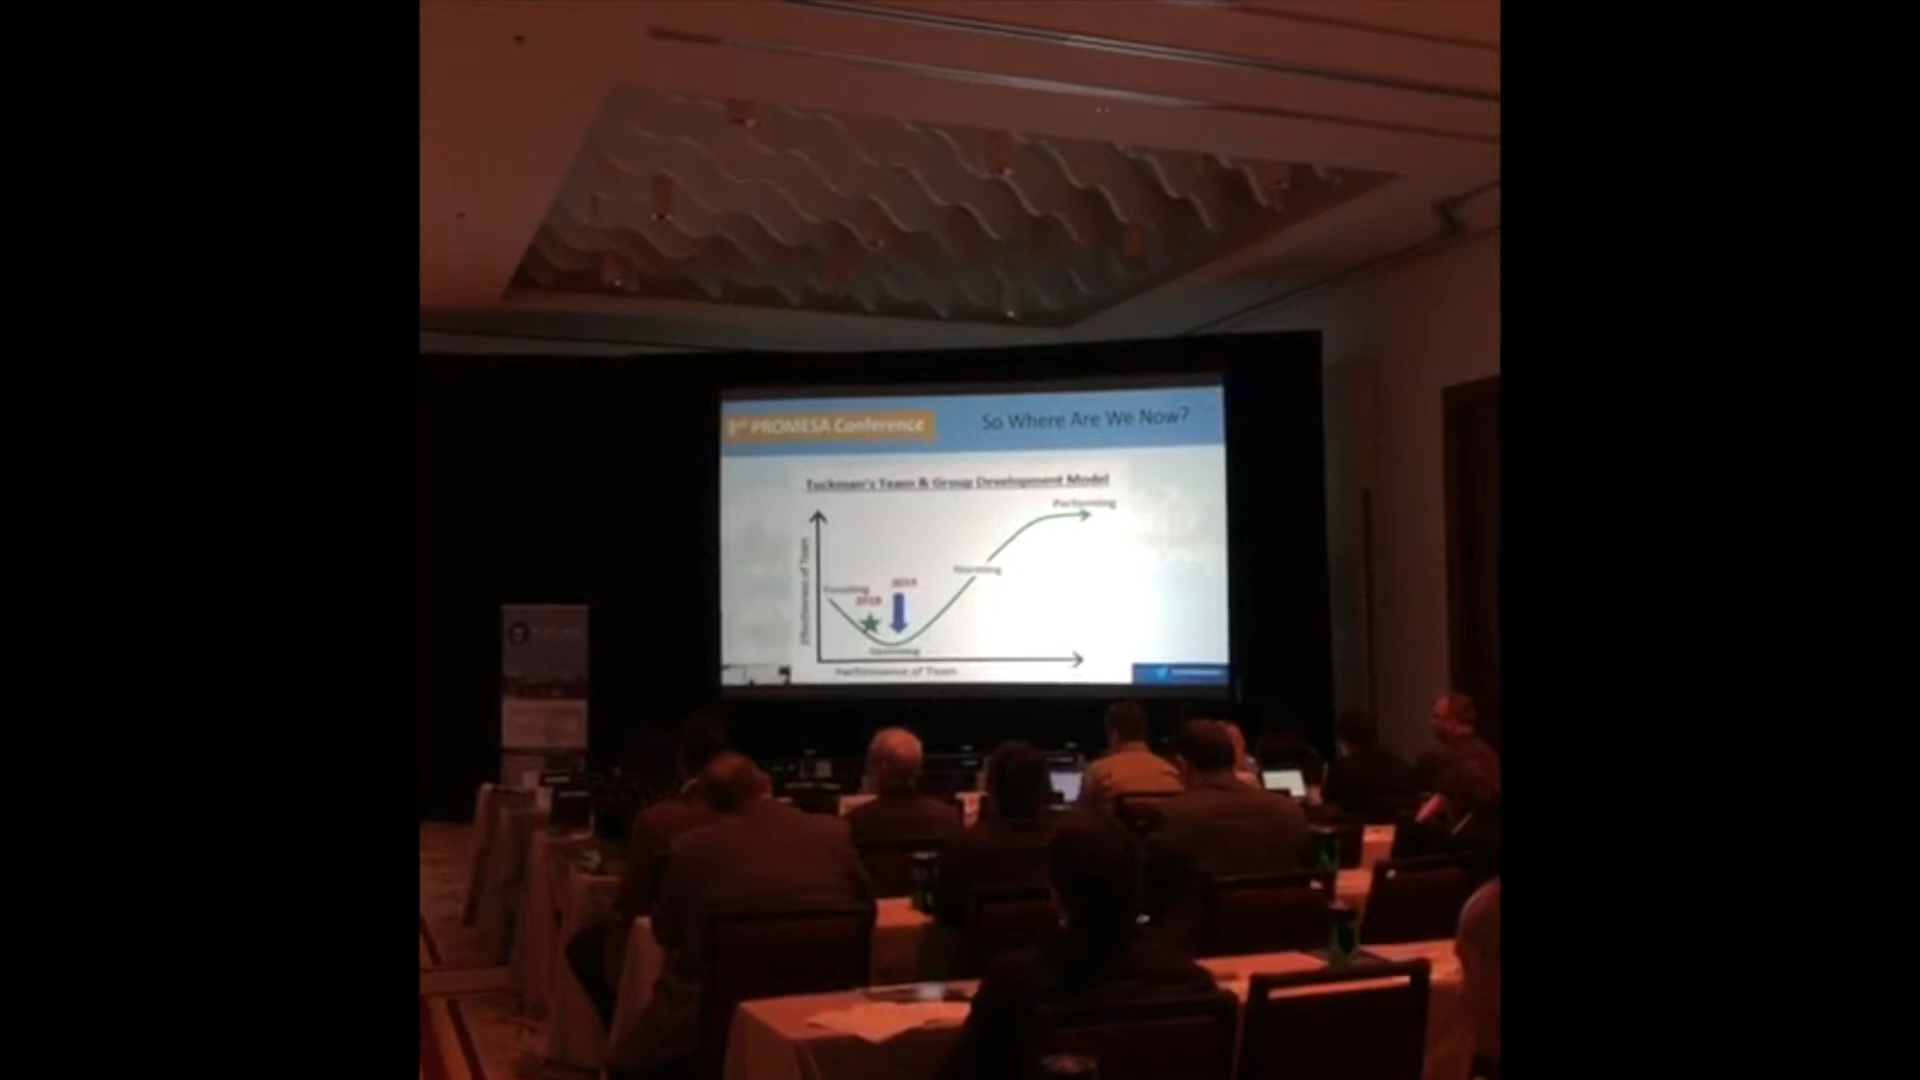 3rd PROMESA Conference
So Where Are We Now?
Tuckman's Team & Group Development Model
Performing
Effectiveness of Team
Norming
Forming
2019
2018
Storming
Performance of Team